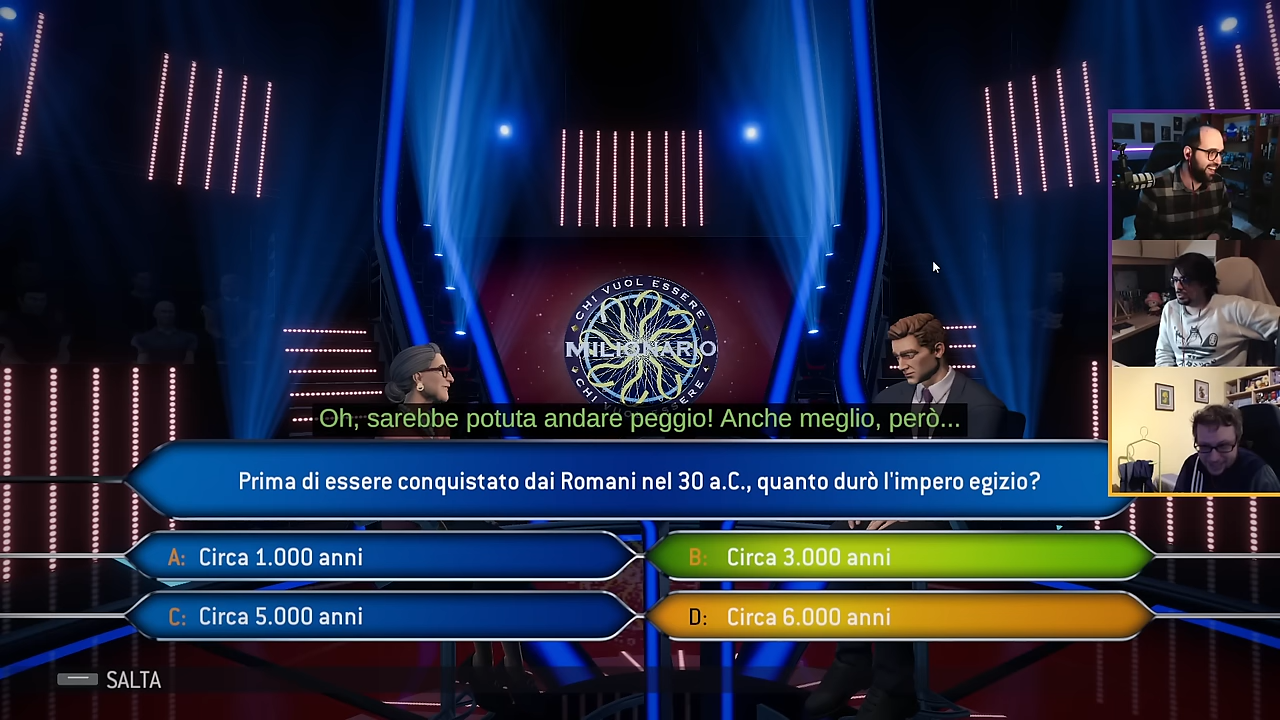 CHI VUOL ESSERE
MILIONARIO
Oh, sarebbe potuta andare peggio! Anche meglio, però...
Prima di essere conquistato dai Romani nel 30 a.C., quanto durò l'impero egizio?
A: Circa 1.000 anni
B: Circa 3.000 anni
C: Circa 5.000 anni
D: Circa 6.000 anni
SALTA